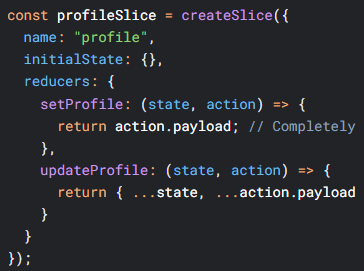 const profileSlice = createSlice({
  name: "profile",
  initialState: {},
  reducers: {
    setProfile: (state, action) => {
      return action.payload; // Completely
    },
    updateProfile: (state, action) => {
      return { ...state, ...action.payload
    }
  }
});